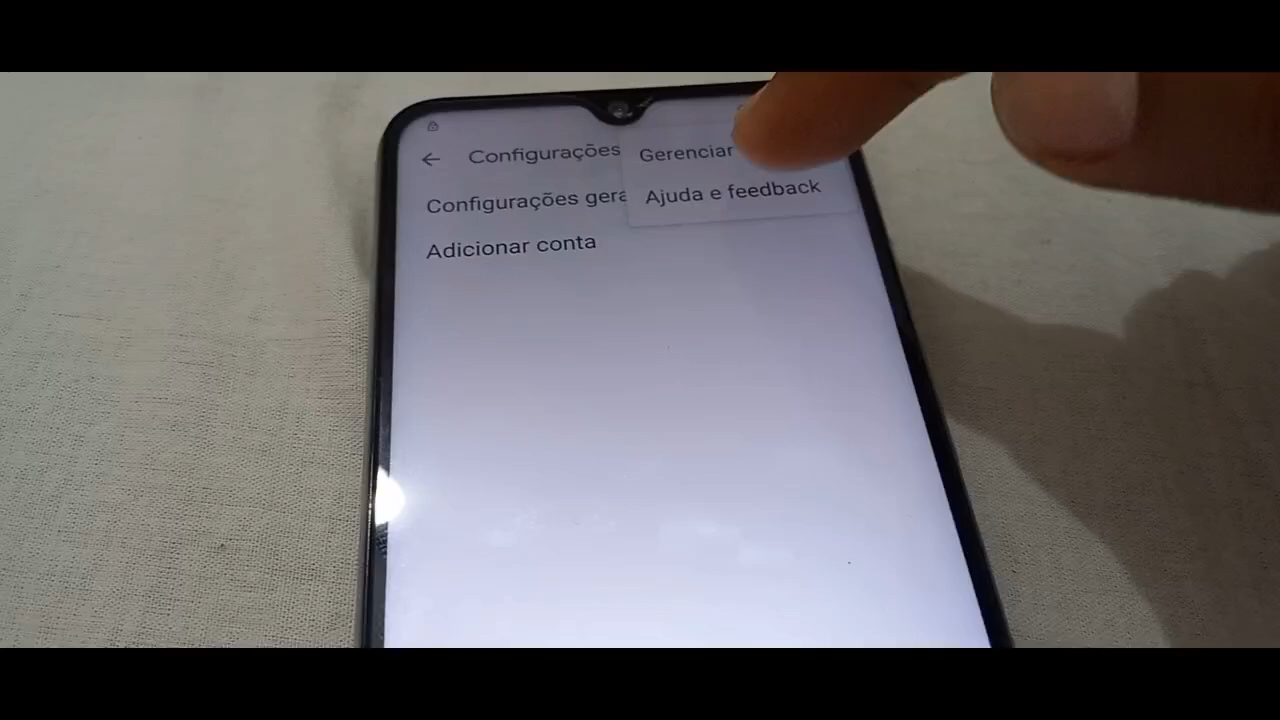 Configurações
Gerenciar
Configurações gera
Ajuda e feedback
Adicionar conta